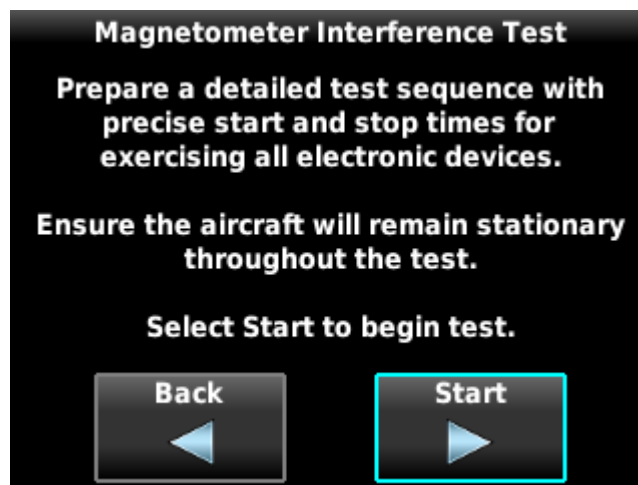 Magnetometer Interference Test
Prepare a detailed test sequence with
precise start and stop times for
exercising all electronic devices.
Ensure the aircraft will remain stationary
throughout the test.
Select Start to begin test.
Back
Start